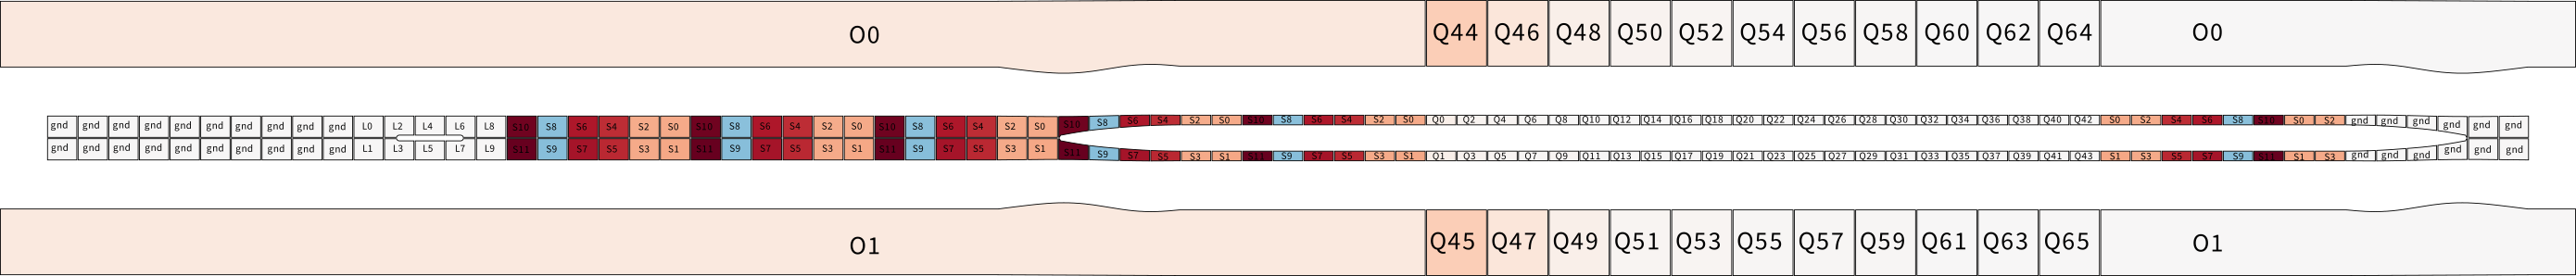 O0 Q44 Q46 Q48 Q50 Q52 Q54 Q56 Q58 Q60 Q62 Q64 O0
gnd gnd gnd gnd gnd gnd gnd gnd gnd gnd L0 L2 L4 L6 L8 S10 S8 S6 S4 S2 S0 S10 S8 S6 S4 S2 S0 S10 S8 S6 S4 S2 S0 S10 S8 S6 S4 S2 S0 S10 S8 S6 S4 S2 S0 Q0 Q2 Q4 Q6 Q8 Q10 Q12 Q14 Q16 Q18 Q20 Q22 Q24 Q26 Q28 Q30 Q32 Q34 Q36 Q38 Q40 Q42 S0 S2 S4 S6 S8 S10 S0 S2 gnd gnd gnd gnd gnd gnd
gnd gnd gnd gnd gnd gnd gnd gnd gnd gnd L1 L3 L5 L7 L9 S11 S9 S7 S5 S3 S1 S11 S9 S7 S5 S3 S1 S11 S9 S7 S5 S3 S1 S11 S9 S7 S5 S3 S1 S11 S9 S7 S5 S3 S1 Q1 Q3 Q5 Q7 Q9 Q11 Q13 Q15 Q17 Q19 Q21 Q23 Q25 Q27 Q29 Q31 Q33 Q35 Q37 Q39 Q41 Q43 S1 S3 S5 S7 S9 S11 S1 S3 gnd gnd gnd gnd gnd gnd
O1 Q45 Q47 Q49 Q51 Q53 Q55 Q57 Q59 Q61 Q63 Q65 O1